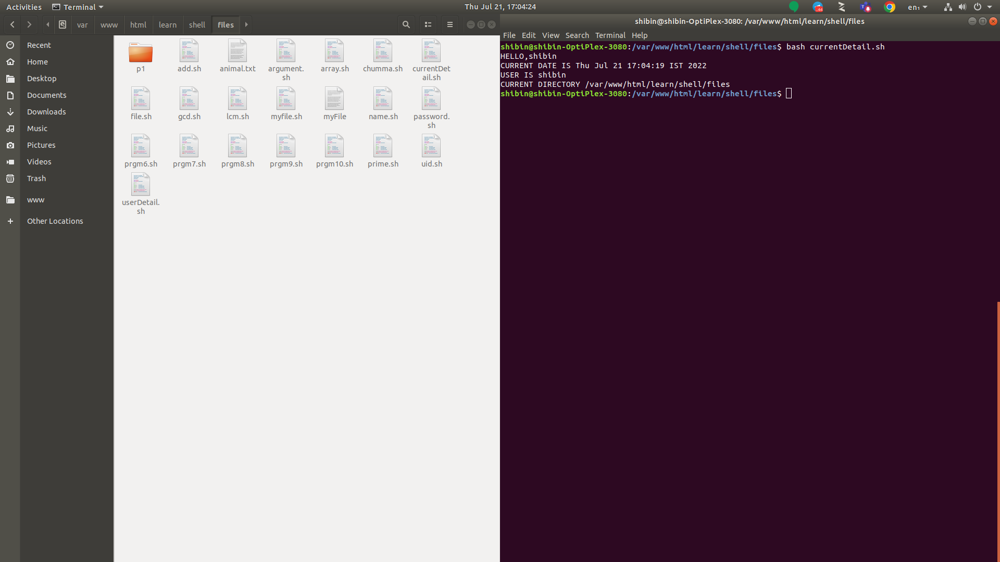 Activities Terminal Thu Jul 21, 17:04:24 en₁
var www html learn shell files
Recent
Home
Desktop
Documents
Downloads
Music
Pictures
Videos
Trash
www
Other Locations
p1 add.sh animal.txt argument.sh array.sh chumma.sh currentDetail.sh
file.sh gcd.sh lcm.sh myfile.sh myFile name.sh password.sh
prgm6.sh prgm7.sh prgm8.sh prgm9.sh prgm10.sh prime.sh uid.sh
userDetail.sh
shibin@shibin-OptiPlex-3080: /var/www/html/learn/shell/files
File Edit View Search Terminal Help
shibin@shibin-OptiPlex-3080:/var/www/html/learn/shell/files$ bash currentDetail.sh
HELLO,shibin
CURRENT DATE IS Thu Jul 21 17:04:19 IST 2022
USER IS shibin
CURRENT DIRECTORY /var/www/html/learn/shell/files
shibin@shibin-OptiPlex-3080:/var/www/html/learn/shell/files$